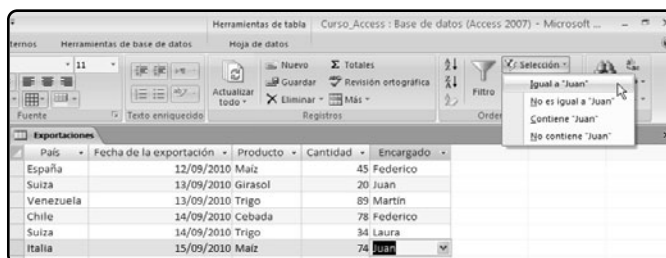 Herramientas de tabla Curso_Access : Base de datos (Access 2007) - Microsoft ...
ternos Herramientas de base de datos Hoja de datos
11 Nuevo Σ Totales Selección
Guardar Revisión ortográfica
Actualizar todo Eliminar Más Filtro
Fuente Texto enriquecido Registros Orde
Igual a "Juan"
No es igual a "Juan"
Contiene "Juan"
No contiene "Juan"
Exportaciones
País Fecha de la exportación Producto Cantidad Encargado
España 12/09/2010 Maíz 45 Federico
Suiza 13/09/2010 Girasol 20 Juan
Venezuela 13/09/2010 Trigo 89 Martín
Chile 14/09/2010 Cebada 78 Federico
Suiza 14/09/2010 Trigo 34 Laura
Italia 15/09/2010 Maíz 74 Juan